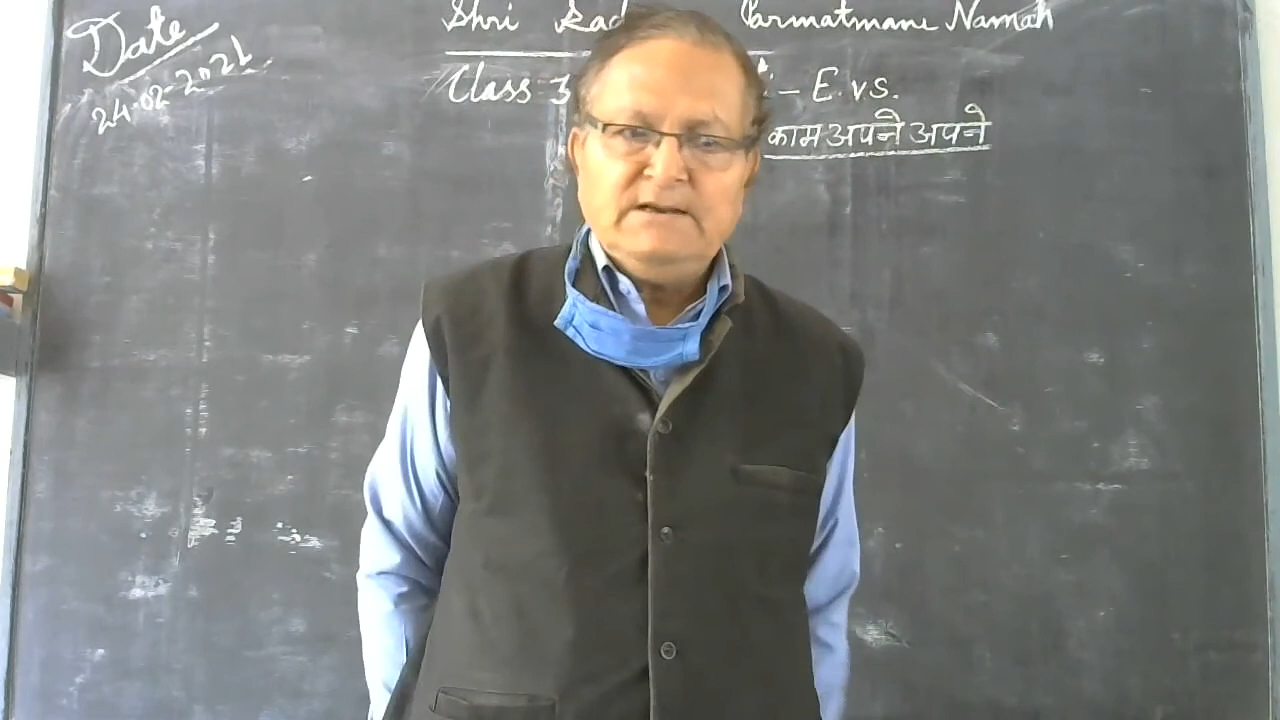 Date
24-02-2021
Shri Parmatmane Namah
Class 3 :- E.v.s.
काम अपने अपने